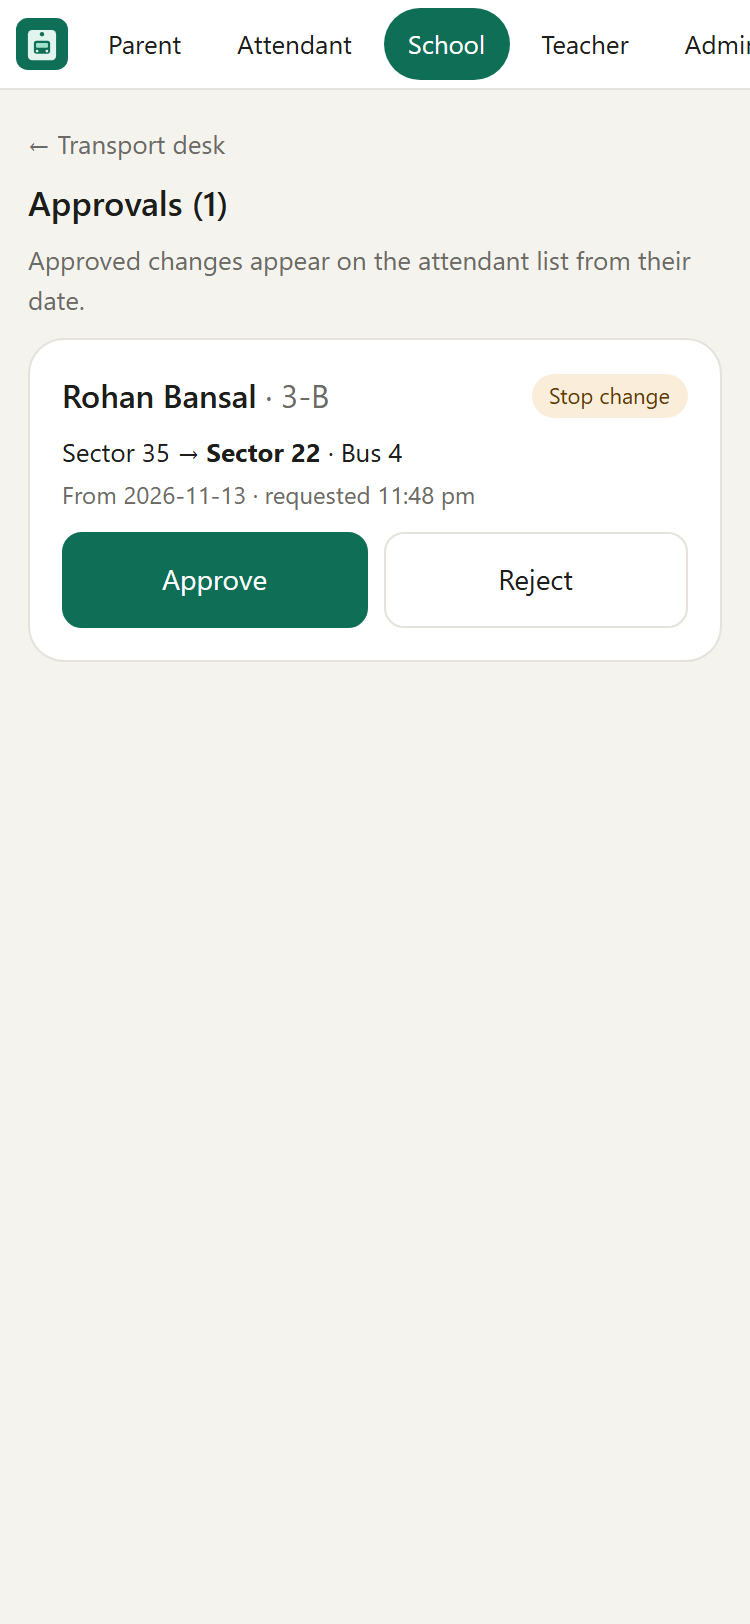 Parent Attendant School Teacher
← Transport desk
Approvals (1)
Approved changes appear on the attendant list from their
date.
Rohan Bansal · 3-B Stop change
Sector 35 → Sector 22 · Bus 4
From 2026-11-13 · requested 11:48 pm
Approve Reject